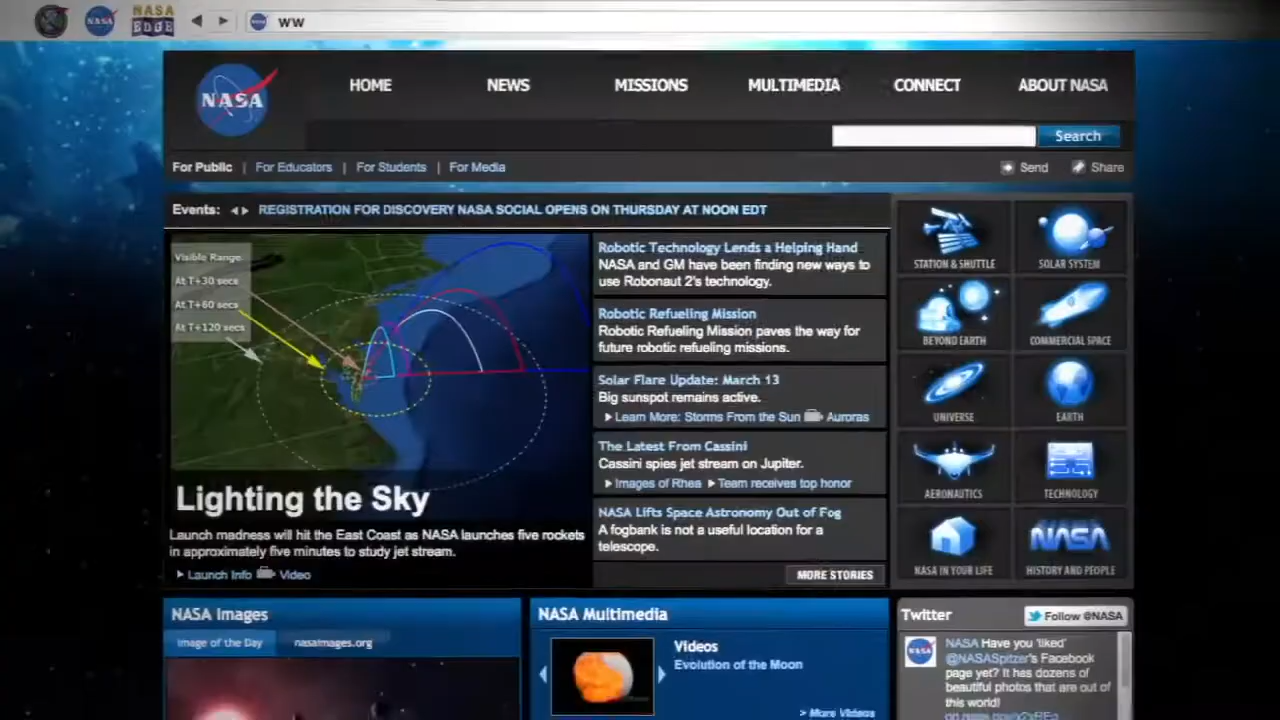 NASA
EDGE
WW
NASA
HOME
NEWS
MISSIONS
MULTIMEDIA
CONNECT
ABOUT NASA
Search
For Public | For Educators | For Students | For Media
Send
Share
Events:
REGISTRATION FOR DISCOVERY NASA SOCIAL OPENS ON THURSDAY AT NOON EDT
Visible Range
At T+30 secs
At T+60 secs
At T+120 secs
Lighting the Sky
Launch madness will hit the East Coast as NASA launches five rockets
in approximately five minutes to study jet stream.
Launch Info
Video
Robotic Technology Lends a Helping Hand
NASA and GM have been finding new ways to
use Robonaut 2's technology.
Robotic Refueling Mission
Robotic Refueling Mission paves the way for
future robotic refueling missions.
Solar Flare Update: March 13
Big sunspot remains active.
Learn More: Storms From the Sun
Auroras
The Latest From Cassini
Cassini spies jet stream on Jupiter.
Images of Rhea
Team receives top honor
NASA Lifts Space Astronomy Out of Fog
A fogbank is not a useful location for a
telescope.
MORE STORIES
STATION & SHUTTLE
SOLAR SYSTEM
BEYOND EARTH
COMMERCIAL SPACE
UNIVERSE
EARTH
AERONAUTICS
TECHNOLOGY
NASA IN YOUR LIFE
NASA
HISTORY AND PEOPLE
NASA Images
Image of the Day
nasaimages.org
NASA Multimedia
Videos
Evolution of the Moon
> More Videos
Twitter
Follow @NASA
NASA Have you 'liked'
@NASASpitzer's Facebook
page yet? It has dozens of
beautiful photos that are out of
this world!